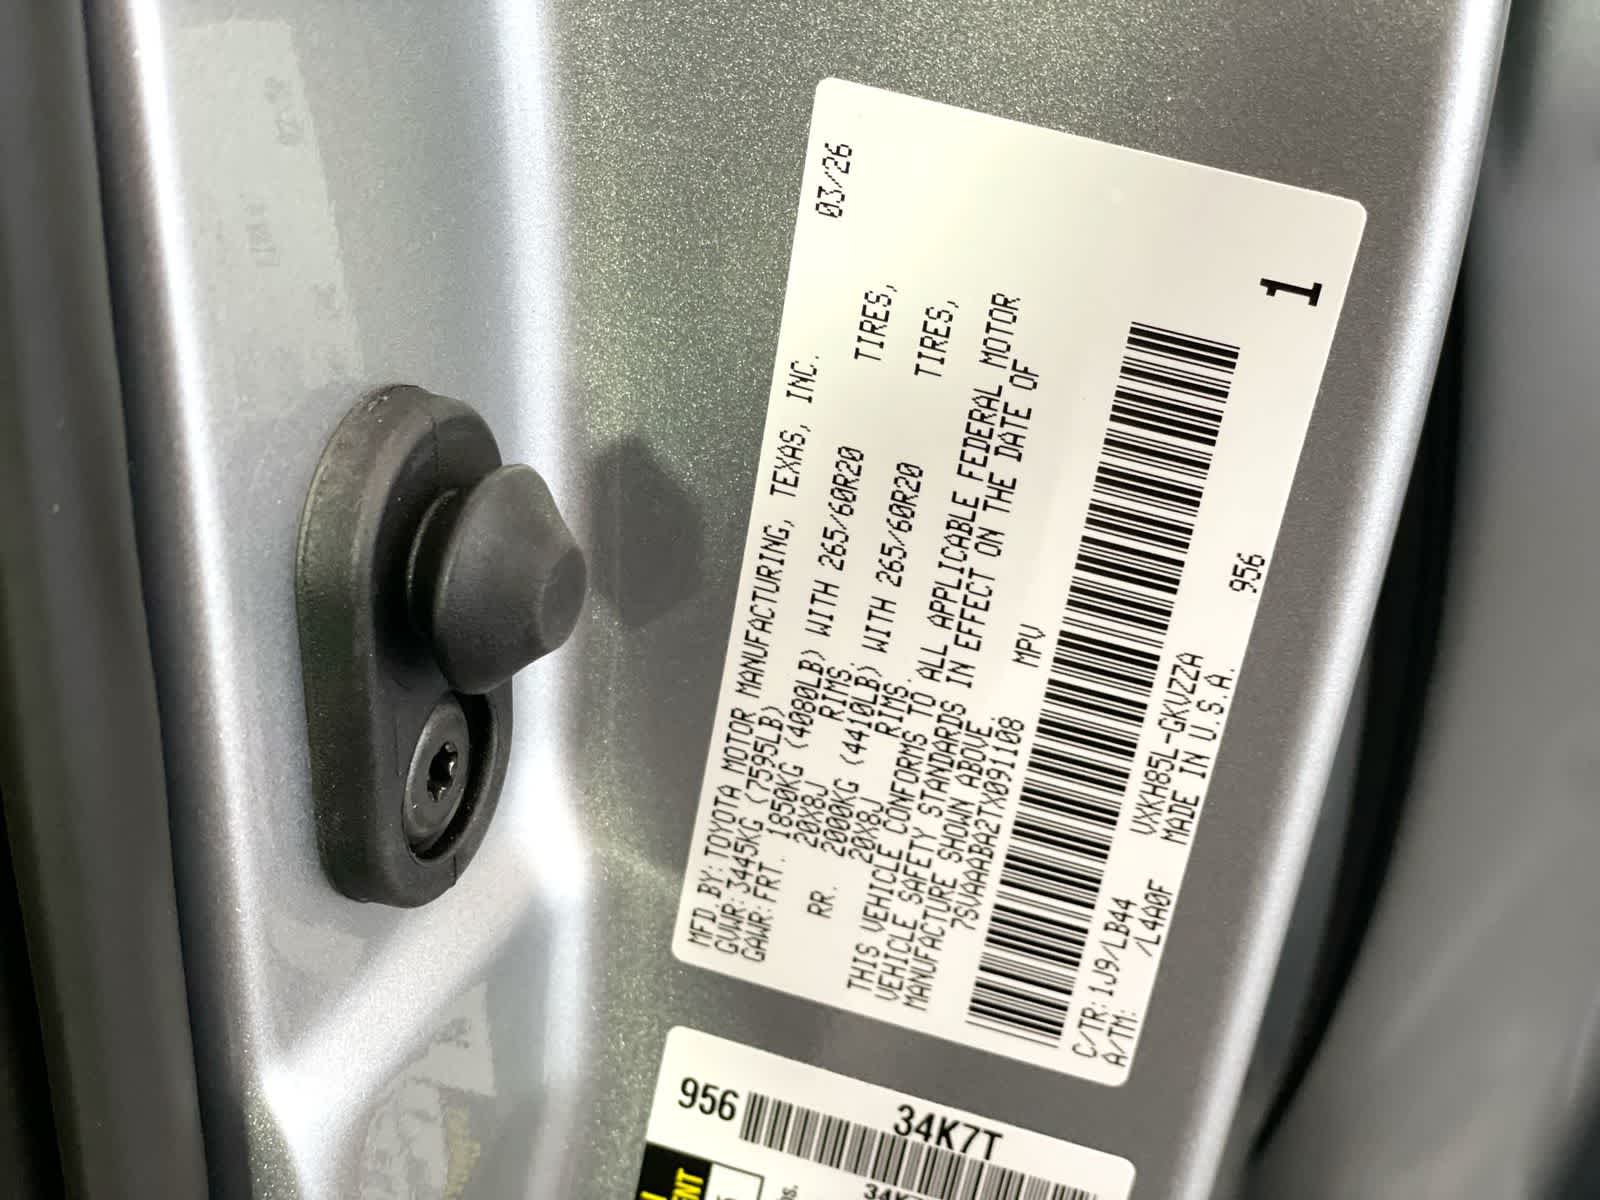 03/26
MFD.BY:TOYOTA MOTOR MANUFACTURING, TEXAS, INC.
GVWR:3445KG (7595LB)
GAWR:FRT. 1850KG (4080LB) WITH 265/60R20 TIRES,
20X8J RIMS.
RR. 2000KG (4410LB) WITH 265/60R20 TIRES,
20X8J RIMS.
THIS VEHICLE CONFORMS TO ALL APPLICABLE FEDERAL MOTOR
VEHICLE SAFETY STANDARDS IN EFFECT ON THE DATE OF
MANUFACTURE SHOWN ABOVE.
7SVAAABA2TX091108 MPV
1
C/TR:1J9/LB44 VXKH85L-GKVZZA 956
A/TM: /L4A0F MADE IN U.S.A.
956
34K7T